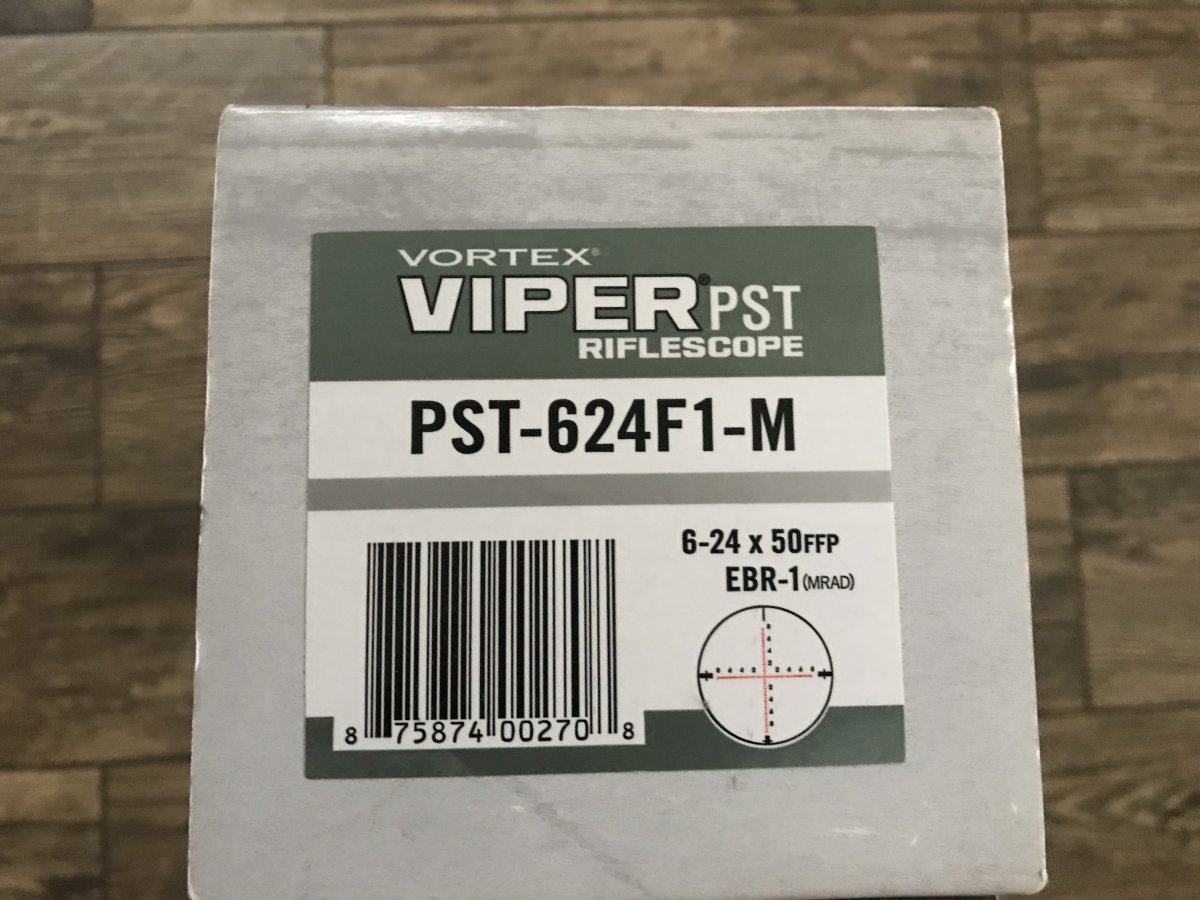 VORTEX®
VIPER® PST
RIFLESCOPE
PST-624F1-M
6-24 x 50FFP
EBR-1(MRAD)
8 75874 00270 8